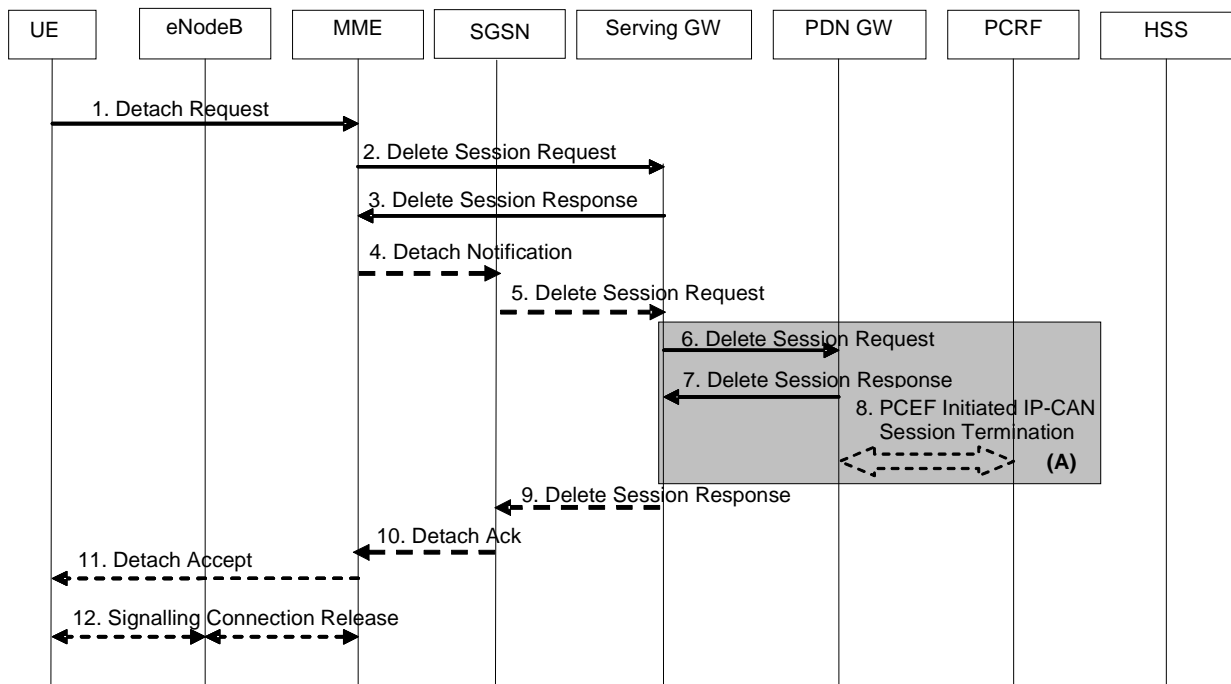 UE
eNodeB
MME
SGSN
Serving GW
PDN GW
PCRF
HSS
1. Detach Request
2. Delete Session Request
3. Delete Session Response
4. Detach Notification
5. Delete Session Request
6. Delete Session Request
7. Delete Session Response
8. PCEF Initiated IP-CAN
Session Termination
(A)
9. Delete Session Response
10. Detach Ack
11. Detach Accept
12. Signalling Connection Release